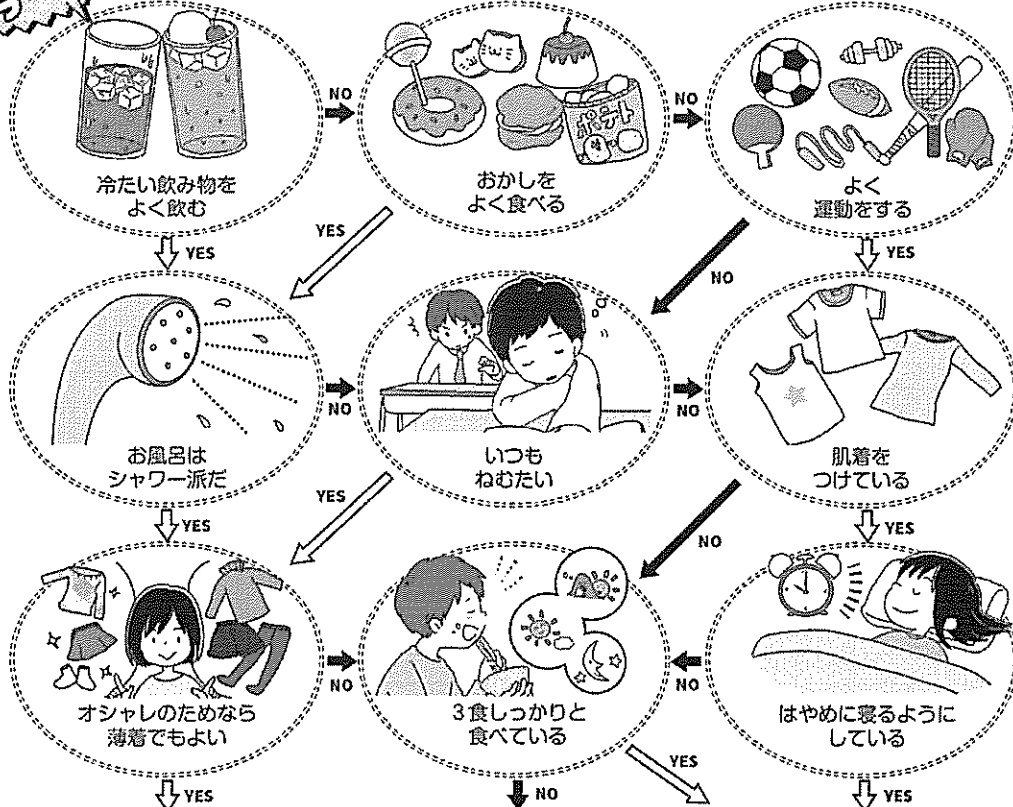 NO
NO
ポテト
冷たい飲み物を
よく飲む
おかしを
よく食べる
よく
運動をする
YES
YES
NO
YES
NO
NO
お風呂は
シャワー派だ
いつも
ねむたい
肌着を
つけている
YES
YES
NO
YES
NO
NO
オシャレのためなら
薄着でもよい
3食しっかりと
食べている
はやめに寝るように
している
YES
YES
NO
YES